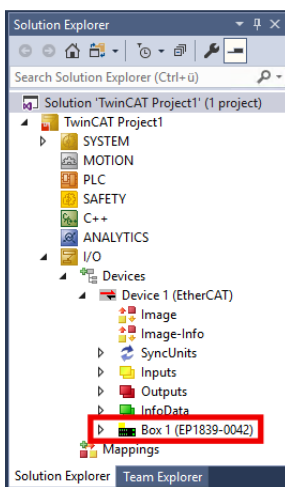 Solution Explorer
Search Solution Explorer (Ctrl+ü)
Solution 'TwinCAT Project1' (1 project)
TwinCAT Project1
SYSTEM
MOTION
PLC
SAFETY
C++
ANALYTICS
I/O
Devices
Device 1 (EtherCAT)
Image
Image-Info
SyncUnits
Inputs
Outputs
InfoData
Box 1 (EP1839-0042)
Mappings
Solution Explorer Team Explorer